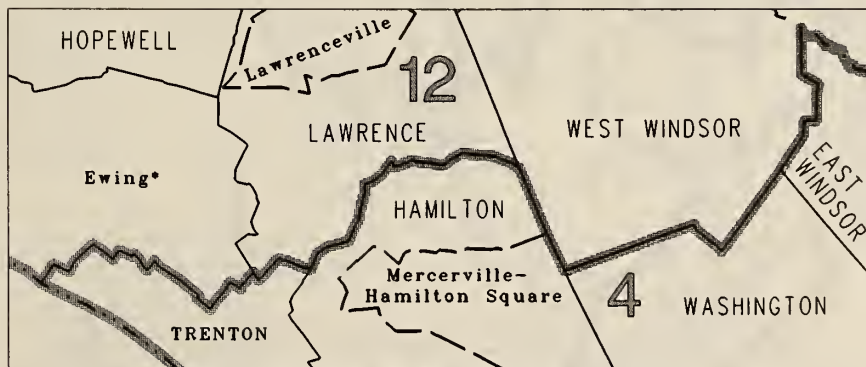 HOPEWELL
Lawrenceville
12
LAWRENCE
WEST WINDSOR
EAST
WINDSOR
Ewing*
HAMILTON
Mercerville-
Hamilton Square
4
WASHINGTON
TRENTON